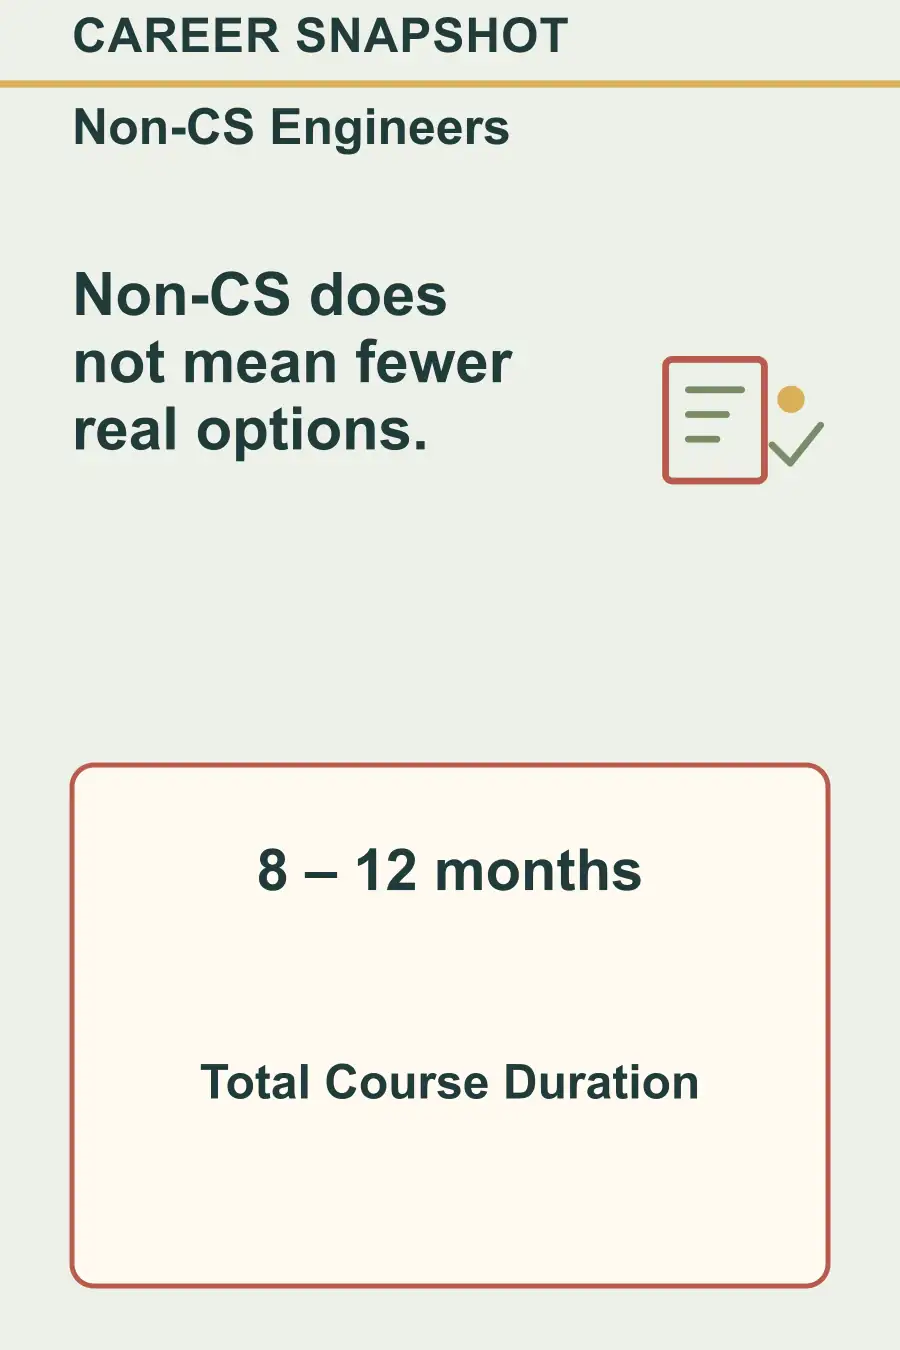 CAREER SNAPSHOT
Non-CS Engineers
Non-CS does
not mean fewer
real options.
8 – 12 months
Total Course Duration